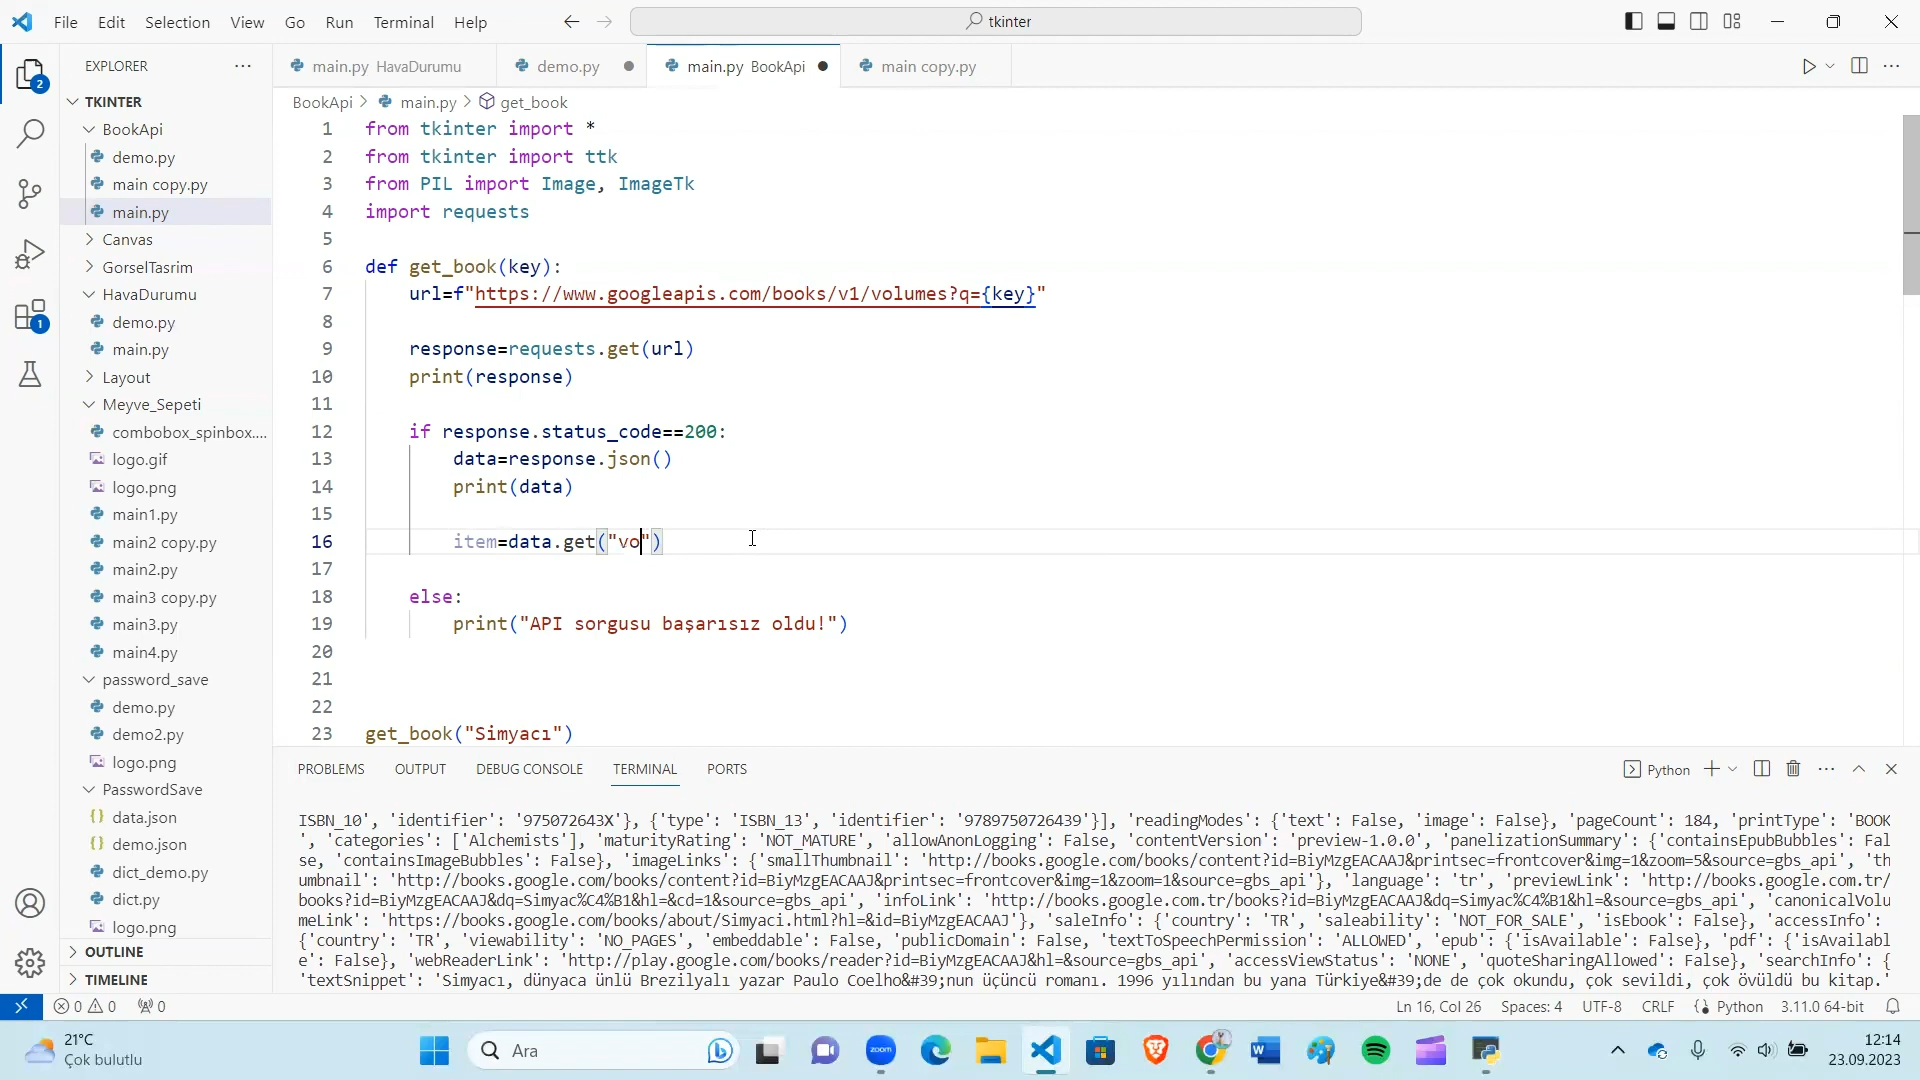 File Edit Selection View Go Run Terminal Help
tkinter
EXPLORER
main.py HavaDurumu
demo.py
main.py BookApi
main copy.py
TKINTER
BookApi
demo.py
main copy.py
main.py
Canvas
GorselTasrim
HavaDurumu
demo.py
main.py
Layout
Meyve_Sepeti
combobox_spinbox....
logo.gif
logo.png
main1.py
main2 copy.py
main2.py
main3 copy.py
main3.py
main4.py
password_save
demo.py
demo2.py
logo.png
PasswordSave
data.json
demo.json
dict_demo.py
dict.py
logo.png
OUTLINE
TIMELINE
2
1
BookApi > main.py > get_book
1 from tkinter import *
2 from tkinter import ttk
3 from PIL import Image, ImageTk
4 import requests
5
6 def get_book(key):
7 url=f"https://www.googleapis.com/books/v1/volumes?q={key}"
8
9 response=requests.get(url)
10 print(response)
11
12 if response.status_code==200:
13 data=response.json()
14 print(data)
15
16 item=data.get("vo")
17
18 else:
19 print("API sorgusu başarısız oldu!")
20
21
22
23 get_book("Simyacı")
PROBLEMS OUTPUT DEBUG CONSOLE TERMINAL PORTS
Python
ISBN_10', 'identifier': '975072643X'}, {'type': 'ISBN_13', 'identifier': '9789750726439'}], 'readingModes': {'text': False, 'image': False}, 'pageCount': 184, 'printType': 'BOOK
', 'categories': ['Alchemists'], 'maturityRating': 'NOT_MATURE', 'allowAnonLogging': False, 'contentVersion': 'preview-1.0.0', 'panelizationSummary': {'containsEpubBubbles': Fal
se, 'containsImageBubbles': False}, 'imageLinks': {'smallThumbnail': 'http://books.google.com/books/content?id=BiyMzgEACAAJ&printsec=frontcover&img=1&zoom=5&source=gbs_api', 'th
umbnail': 'http://books.google.com/books/content?id=BiyMzgEACAAJ&printsec=frontcover&img=1&zoom=1&source=gbs_api'}, 'language': 'tr', 'previewLink': 'http://books.google.com.tr/
books?id=BiyMzgEACAAJ&dq=Simyac%C4%B1&hl=&cd=1&source=gbs_api', 'infoLink': 'http://books.google.com.tr/books?id=BiyMzgEACAAJ&dq=Simyac%C4%B1&hl=&source=gbs_api', 'canonicalVolu
meLink': 'https://books.google.com/books/about/Simyaci.html?hl=&id=BiyMzgEACAAJ'}, 'saleInfo': {'country': 'TR', 'saleability': 'NOT_FOR_SALE', 'isEbook': False}, 'accessInfo':
{'country': 'TR', 'viewability': 'NO_PAGES', 'embeddable': False, 'publicDomain': False, 'textToSpeechPermission': 'ALLOWED', 'epub': {'isAvailable': False}, 'pdf': {'isAvailabl
e': False}, 'webReaderLink': 'http://play.google.com/books/reader?id=BiyMzgEACAAJ&hl=&source=gbs_api', 'accessViewStatus': 'NONE', 'quoteSharingAllowed': False}, 'searchInfo': {
'textSnippet': 'Simyacı, dünyaca ünlü Brezilyalı yazar Paulo Coelho&#39;nun üçüncü romanı. 1996 yılından bu yana Türkiye&#39;de de çok okundu, çok sevildi, çok övüldü bu kitap.'
0 0 0
Ln 16, Col 26 Spaces: 4 UTF-8 CRLF Python 3.11.0 64-bit
21°C
Çok bulutlu
Ara
zoom
12:14
23.09.2023